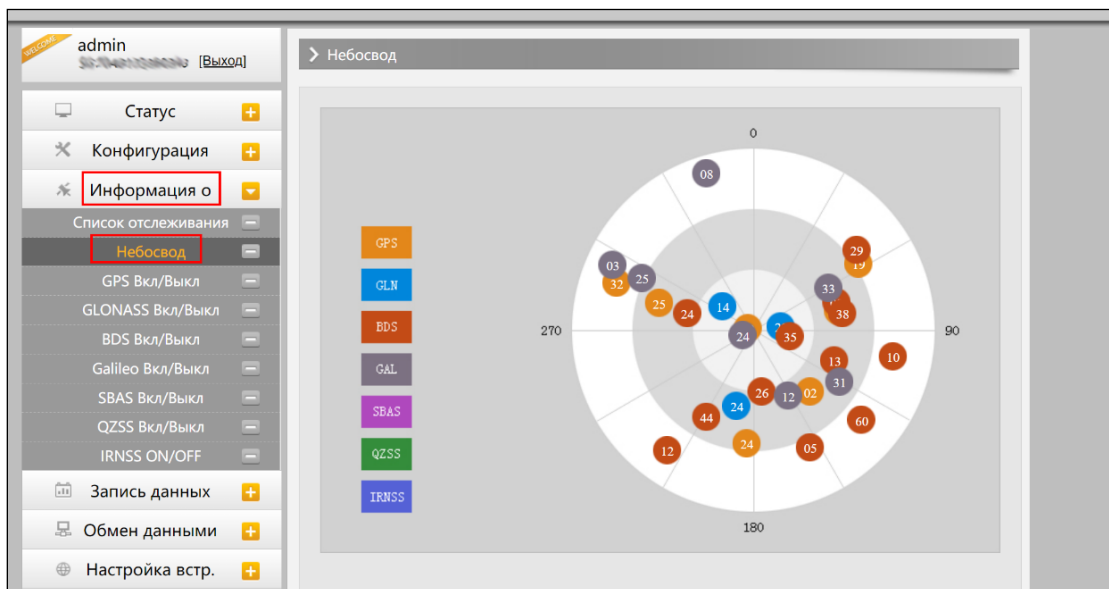 WELCOME
admin
[Выход]
Статус
Конфигурация
Информация о
Список отслеживания
Небосвод
GPS Вкл/Выкл
GLONASS Вкл/Выкл
BDS Вкл/Выкл
Galileo Вкл/Выкл
SBAS Вкл/Выкл
QZSS Вкл/Выкл
IRNSS ON/OFF
Запись данных
Обмен данными
Настройка встр.
Небосвод
GPS
GLN
BDS
GAL
SBAS
QZSS
IRNSS
0
08
29
19
03
25
32
33
25
14
24
38
270
24
35
90
13
10
31
26
12
02
24
44
60
12
24
05
180